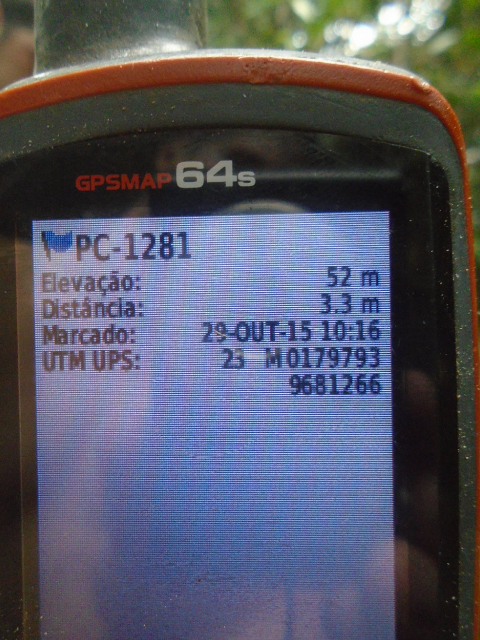 GPSMAP 64s
PC-1281
Elevação: 52 m
Distância: 3.3 m
Marcado: 29-OUT-15 10:16
UTM UPS: 23 M 0179793
9681266